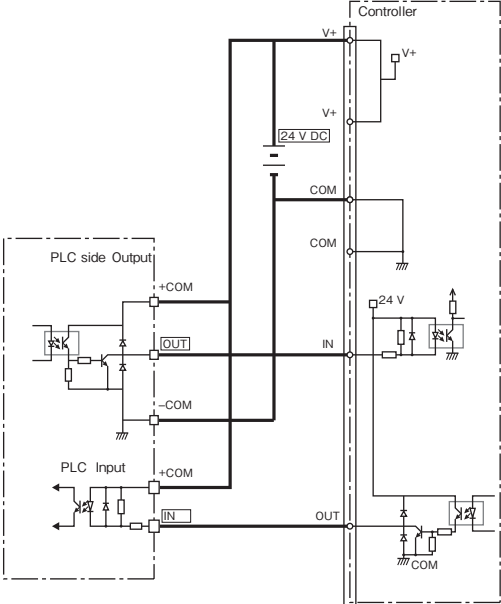 Controller
V+
V+
V+
24 V DC
COM
COM
PLC side Output
+COM
24 V
OUT
IN
–COM
PLC Input
+COM
IN
OUT
COM